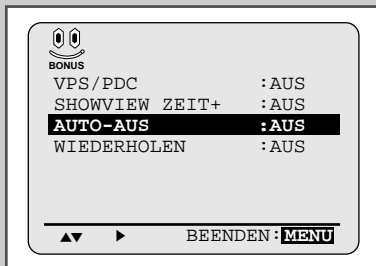 BONUS
VPS/PDC :AUS
SHOWVIEW ZEIT+ :AUS
AUTO-AUS :AUS
WIEDERHOLEN :AUS
▲▼ ▶ BEENDEN:MENU